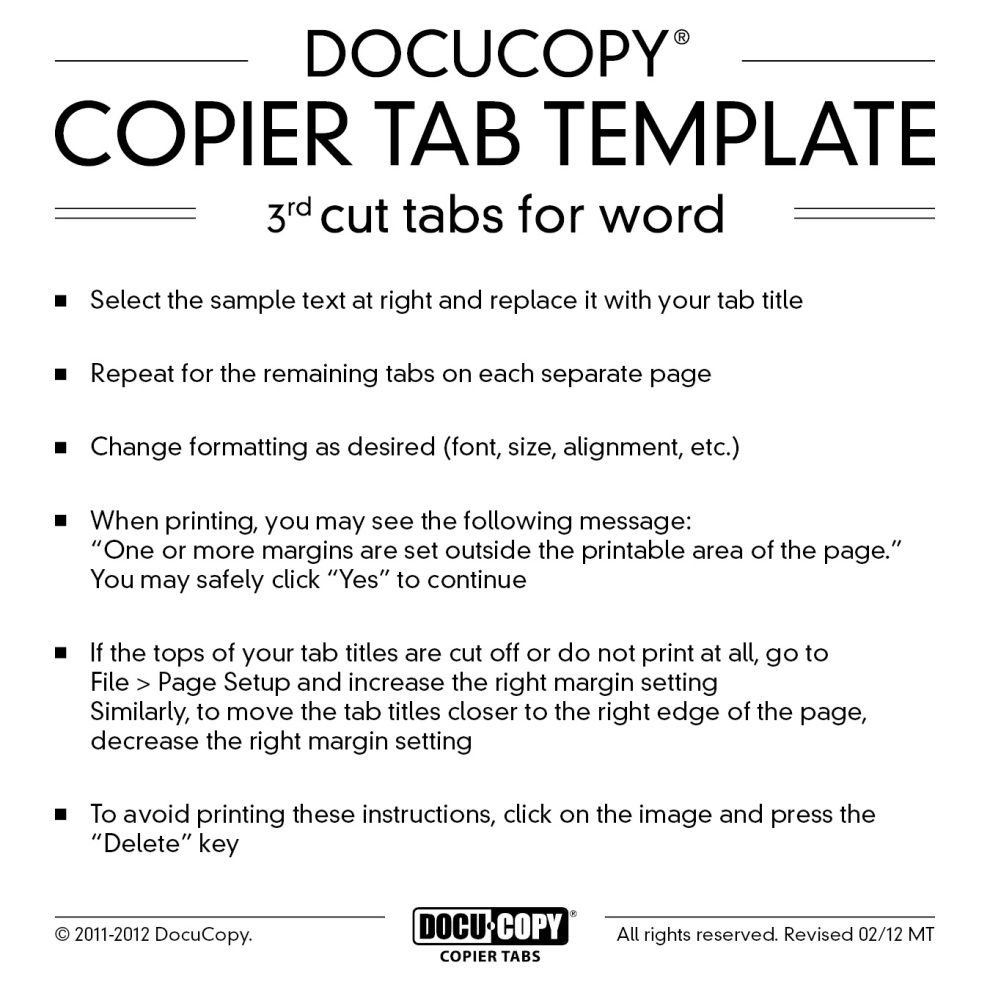 DOCUCOPY®
COPIER TAB TEMPLATE
3rd cut tabs for word
■ Select the sample text at right and replace it with your tab title
■ Repeat for the remaining tabs on each separate page
■ Change formatting as desired (font, size, alignment, etc.)
■ When printing, you may see the following message:
“One or more margins are set outside the printable area of the page.”
You may safely click “Yes” to continue
■ If the tops of your tab titles are cut off or do not print at all, go to
File > Page Setup and increase the right margin setting
Similarly, to move the tab titles closer to the right edge of the page,
decrease the right margin setting
■ To avoid printing these instructions, click on the image and press the
“Delete” key
© 2011-2012 DocuCopy.
DOCU•COPY®
COPIER TABS
All rights reserved. Revised 02/12 MT